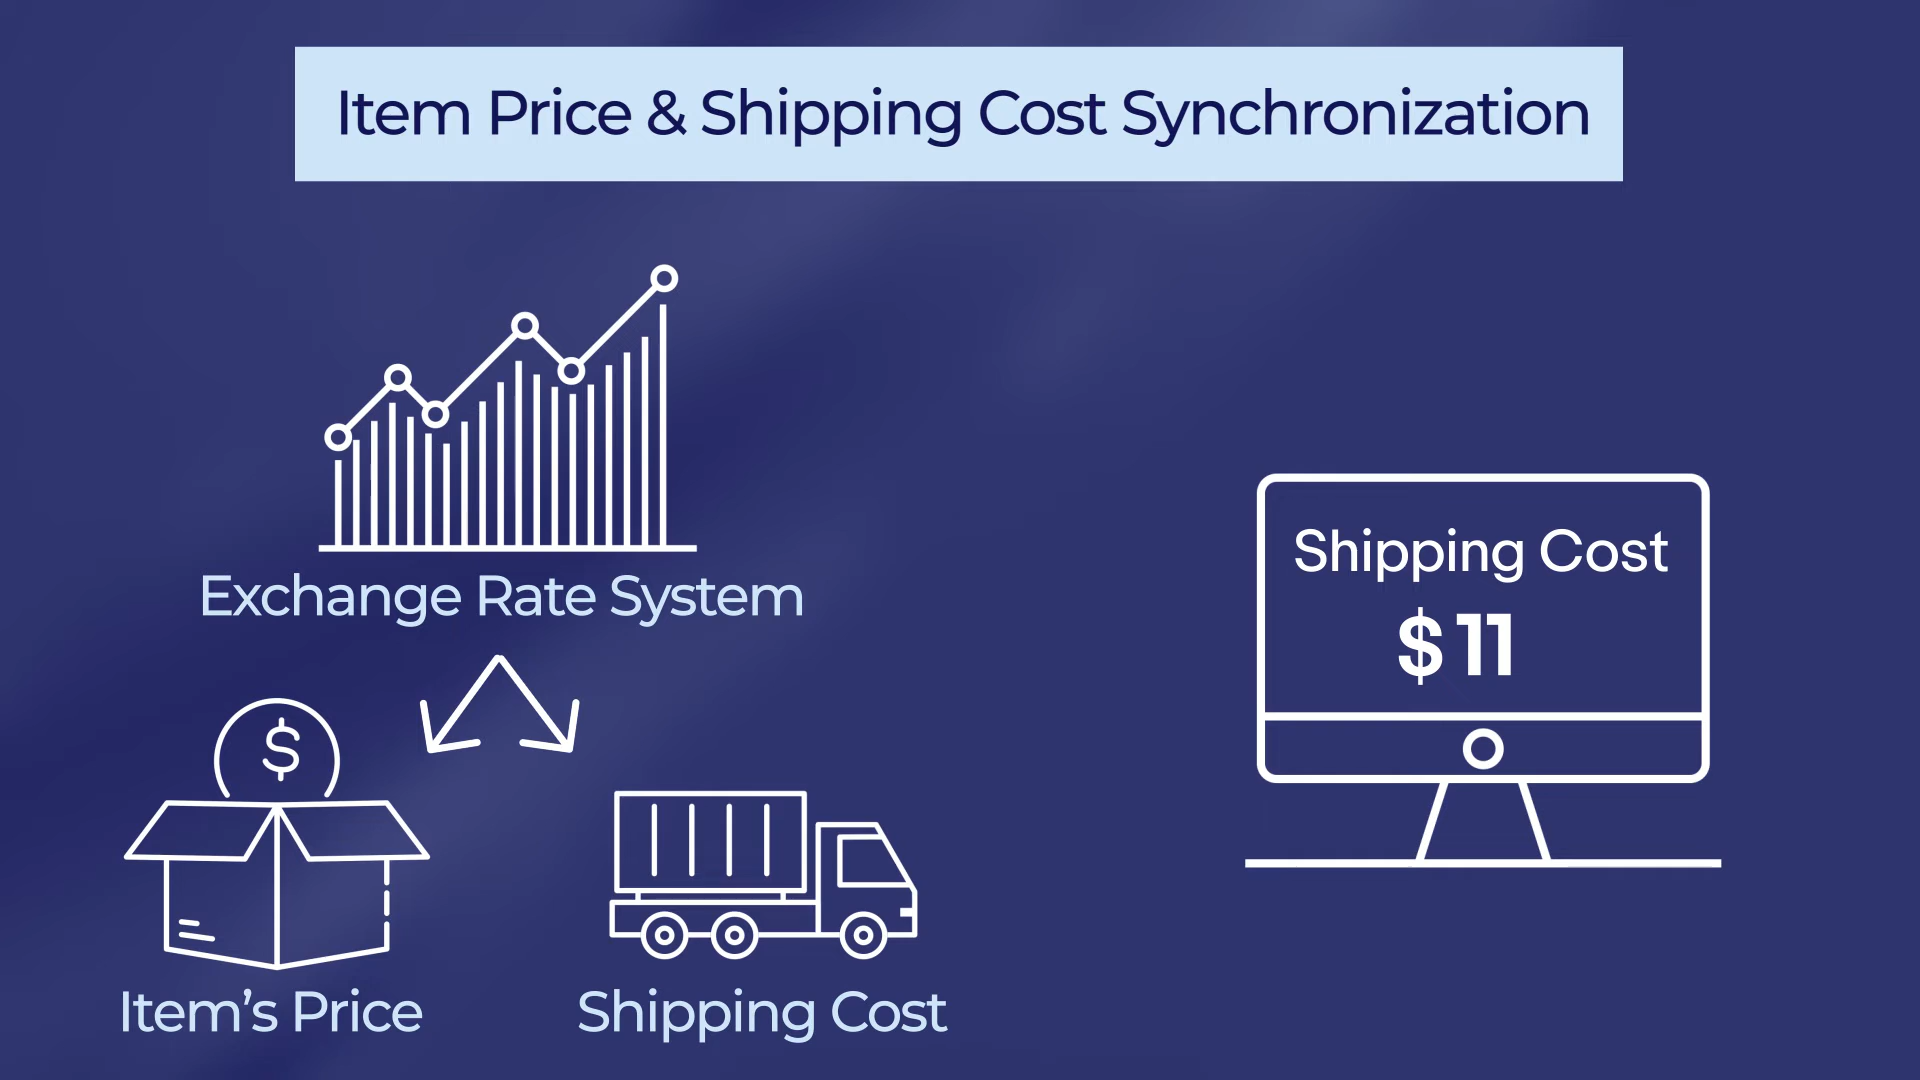 Item Price & Shipping Cost Synchronization
Exchange Rate System
$
Item’s Price
Shipping Cost
Shipping Cost
$11